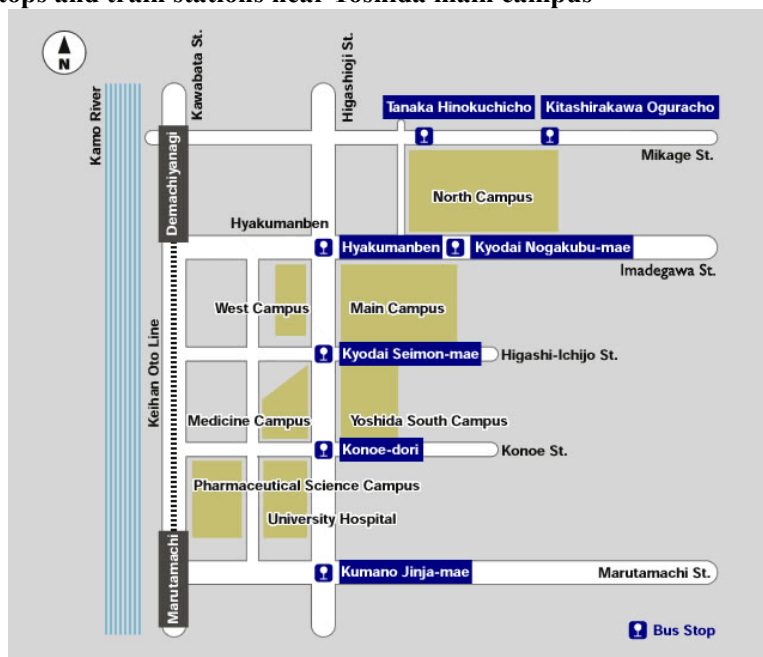 tops and train stations near Yoshida main campus
N
Kamo River
Kawabata St.
Higashioji St.
Tanaka Hinokuchicho
Kitashirakawa Oguracho
Mikage St.
Demachiyanagi
North Campus
Hyakumanben
Hyakumanben
Kyodai Nogakubu-mae
Imadegawa St.
West Campus
Main Campus
Keihan Oto Line
Kyodai Seimon-mae
Higashi-Ichijo St.
Medicine Campus
Yoshida South Campus
Konoe-dori
Konoe St.
Pharmaceutical Science Campus
University Hospital
Marutamachi
Kumano Jinja-mae
Marutamachi St.
Bus Stop